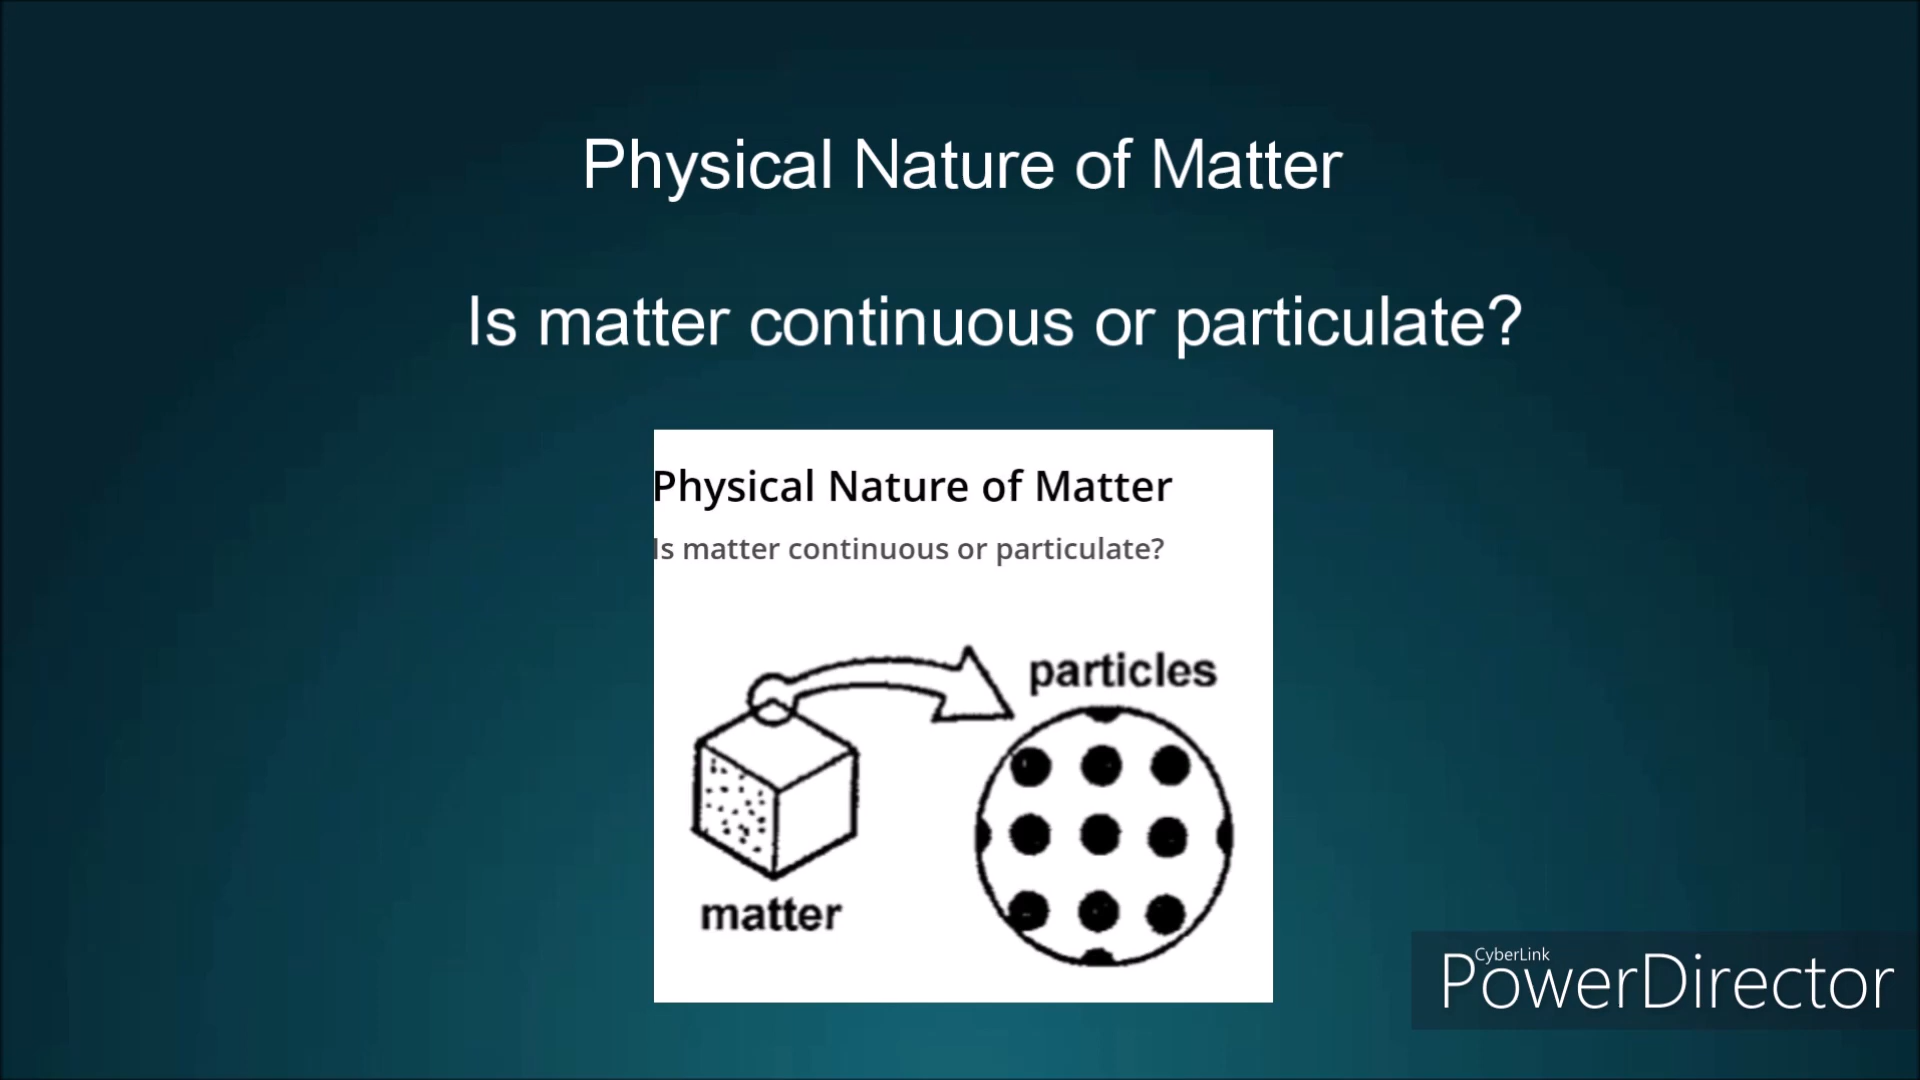 Physical Nature of Matter
Is matter continuous or particulate?
Physical Nature of Matter
Is matter continuous or particulate?
particles
matter
CyberLink
PowerDirector